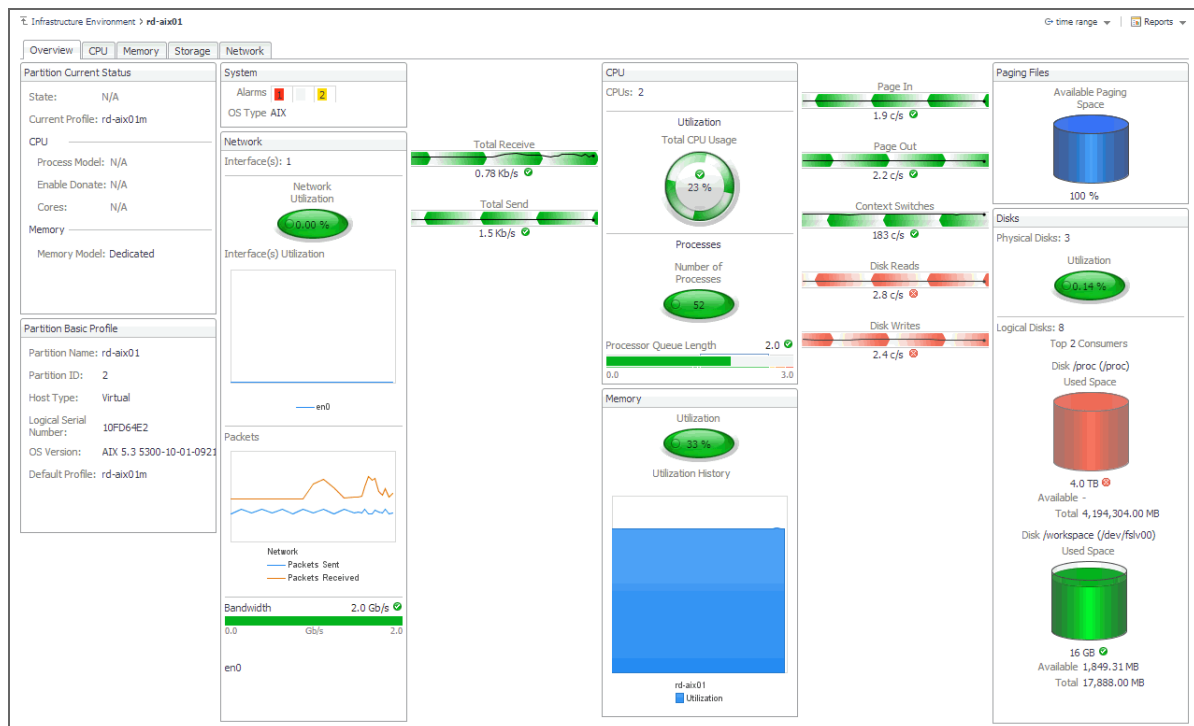 Infrastructure Environment > rd-aix01
time range
Reports
Overview
CPU
Memory
Storage
Network
Partition Current Status
State: N/A
Current Profile: rd-aix01m
CPU
Process Model: N/A
Enable Donate: N/A
Cores: N/A
Memory
Memory Model: Dedicated
Partition Basic Profile
Partition Name: rd-aix01
Partition ID: 2
Host Type: Virtual
Logical Serial
Number: 10FD64E2
OS Version: AIX 5.3 5300-10-01-0921
Default Profile: rd-aix01m
System
Alarms 1 2
OS Type AIX
Network
Interface(s): 1
Network
Utilization
0.00 %
Interface(s) Utilization
en0
Packets
Network
Packets Sent
Packets Received
Bandwidth 2.0 Gb/s
0.0 Gb/s 2.0
en0
Total Receive
0.78 Kb/s
Total Send
1.5 Kb/s
CPU
CPUs: 2
Utilization
Total CPU Usage
23 %
Processes
Number of
Processes
52
Processor Queue Length 2.0
0.0 3.0
Memory
Utilization
33 %
Utilization History
rd-aix01
Utilization
Page In
1.9 c/s
Page Out
2.2 c/s
Context Switches
183 c/s
Disk Reads
2.8 c/s
Disk Writes
2.4 c/s
Paging Files
Available Paging
Space
100 %
Disks
Physical Disks: 3
Utilization
0.14 %
Logical Disks: 8
Top 2 Consumers
Disk /proc (/proc)
Used Space
4.0 TB
Available -
Total 4,194,304.00 MB
Disk /workspace (/dev/fslv00)
Used Space
16 GB
Available 1,849.31 MB
Total 17,888.00 MB